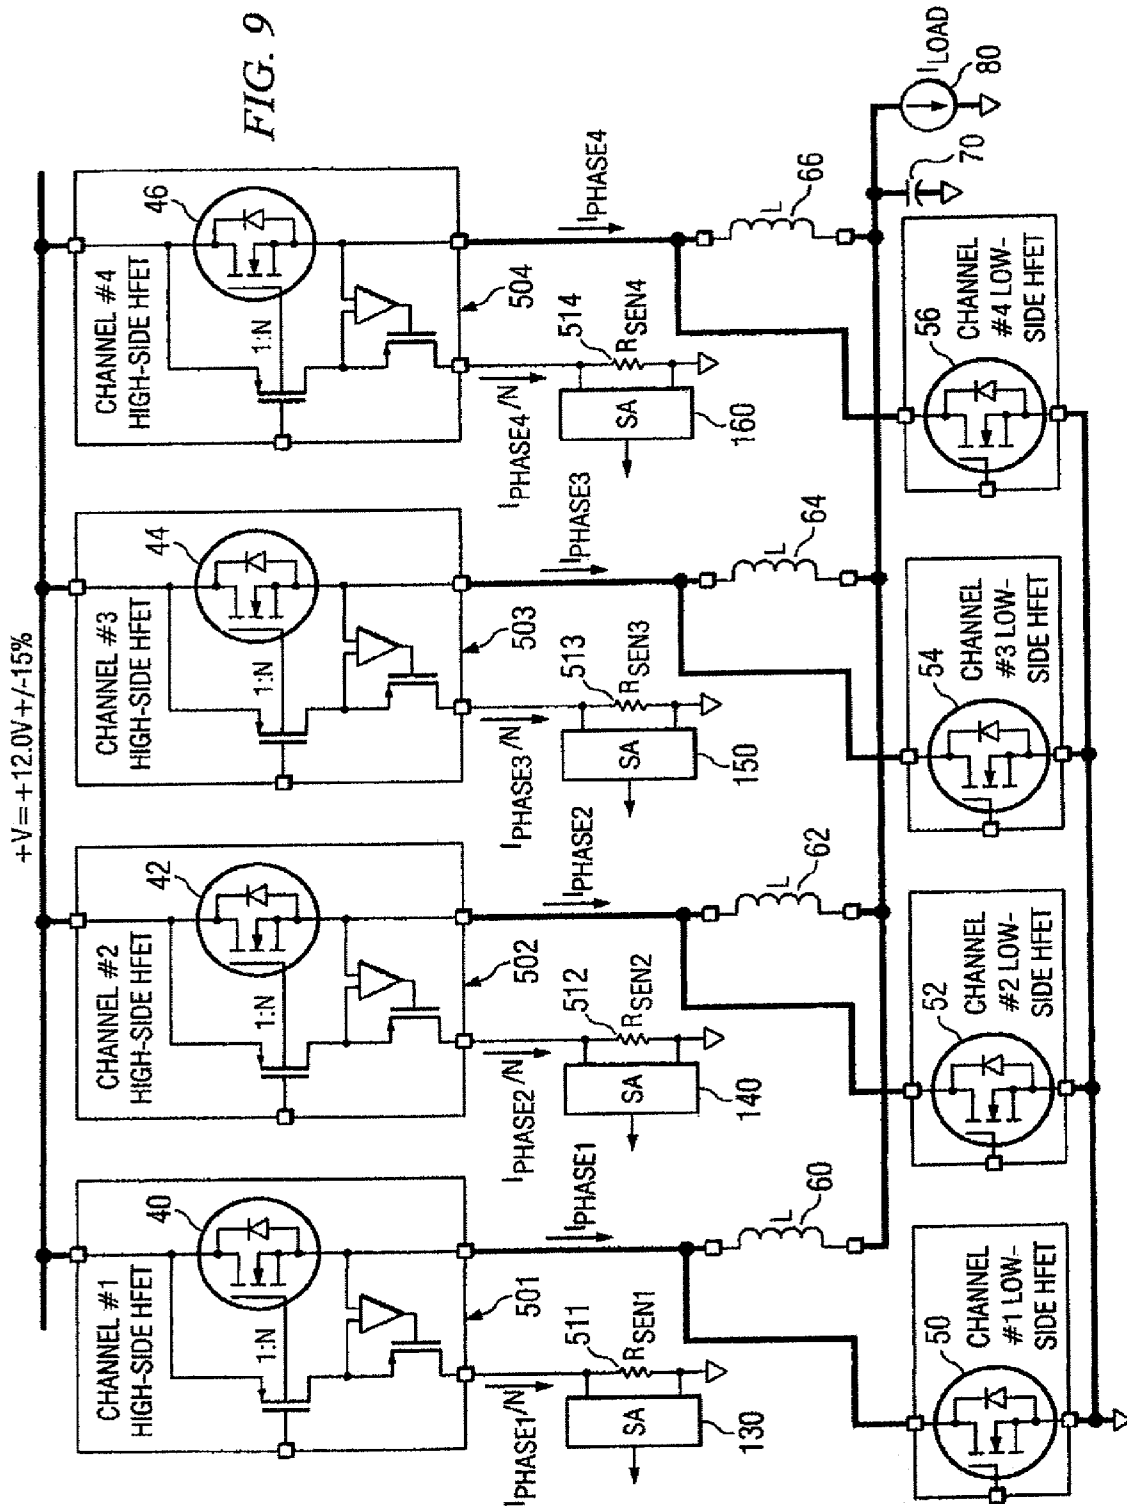 FIG. 9
+V=+12.0V+/-15%
CHANNEL #1
HIGH-SIDE HFET
40
1:N
501
IPHASE1/N
IPHASE1
511
RSEN1
SA
130
L
60
50
CHANNEL
#1 LOW-
SIDE HFET
CHANNEL #2
HIGH-SIDE HFET
42
1:N
502
IPHASE2/N
IPHASE2
512
RSEN2
SA
140
L
62
52
CHANNEL
#2 LOW-
SIDE HFET
CHANNEL #3
HIGH-SIDE HFET
44
1:N
503
IPHASE3/N
IPHASE3
513
RSEN3
SA
150
L
64
54
CHANNEL
#3 LOW-
SIDE HFET
CHANNEL #4
HIGH-SIDE HFET
46
1:N
504
IPHASE4/N
IPHASE4
514
RSEN4
SA
160
L
66
56
CHANNEL
#4 LOW-
SIDE HFET
70
ILOAD
80